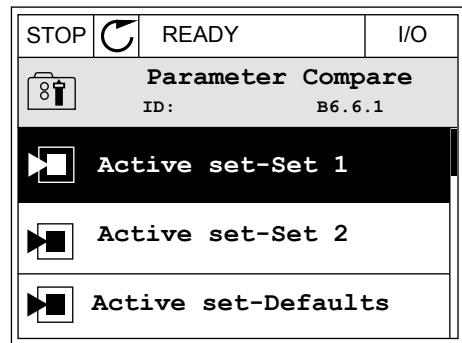 STOP READY I/O
Parameter Compare
ID: B6.6.1
Active set-Set 1
Active set-Set 2
Active set-Defaults